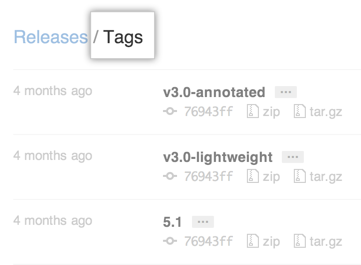 Releases / Tags
4 months ago v3.0-annotated ...
76943ff zip tar.gz
4 months ago v3.0-lightweight ...
76943ff zip tar.gz
4 months ago 5.1 ...
76943ff zip tar.gz